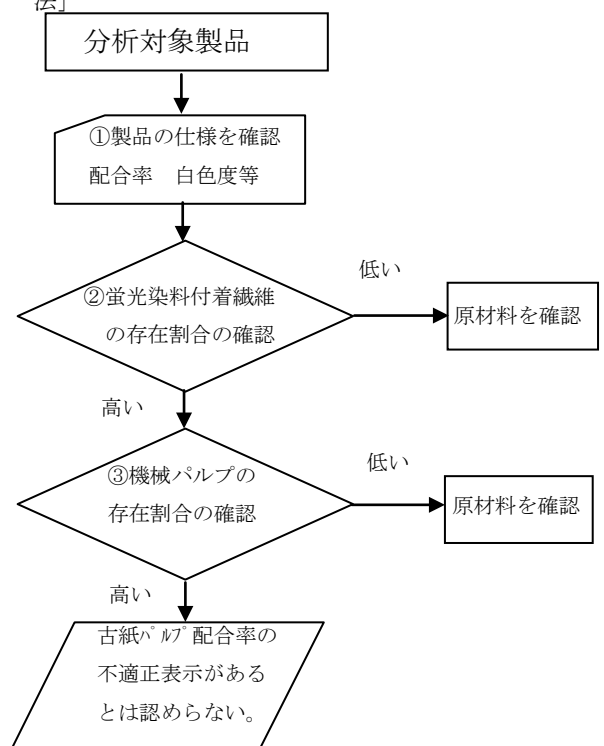 法」
分析対象製品
①製品の仕様を確認
配合率　白色度等
②蛍光染料付着繊維
の存在割合の確認
低い
原材料を確認
高い
③機械パルプの
存在割合の確認
低い
原材料を確認
高い
古紙ﾊﾟﾙﾌﾟ配合率の
不適正表示がある
とは認めらない。